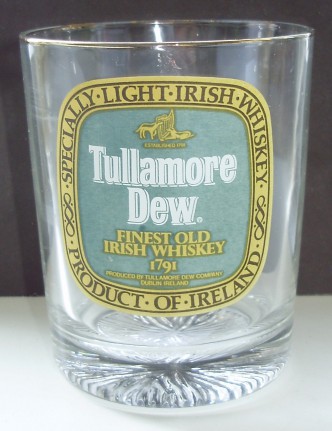 SPECIALLY·LIGHT·IRISH·WHISKEY
Tullamore
Dew.
FINEST OLD
IRISH WHISKEY
1791
PRODUCED BY TULLAMORE DEW COMPANY
DUBLIN IRELAND
PRODUCT·OF·IRELAND